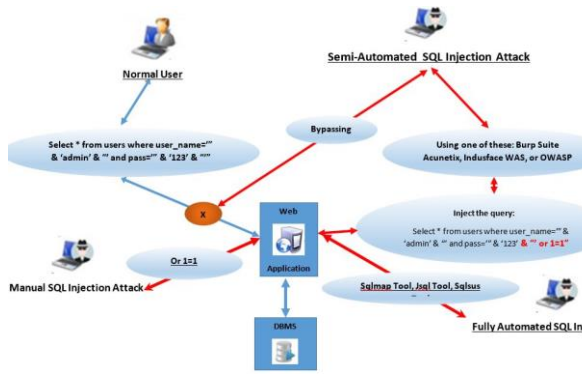 Normal User
Semi-Automated SQL Injection Attack
Select * from users where user_name='"
& 'admin' & "' and pass='" & '123' & "'"
Bypassing
Using one of these: Burp Suite
Acunetix, Indusface WAS, or OWASP
X
Web
Application
Inject the query:
Select * from users where user_name='" &
'admin' & "' and pass='" & '123' & "' or 1=1"
Or 1=1
Manual SQL Injection Attack
Sqlmap Tool, Jsql Tool, Sqlsus
DBMS
Fully Automated SQL In